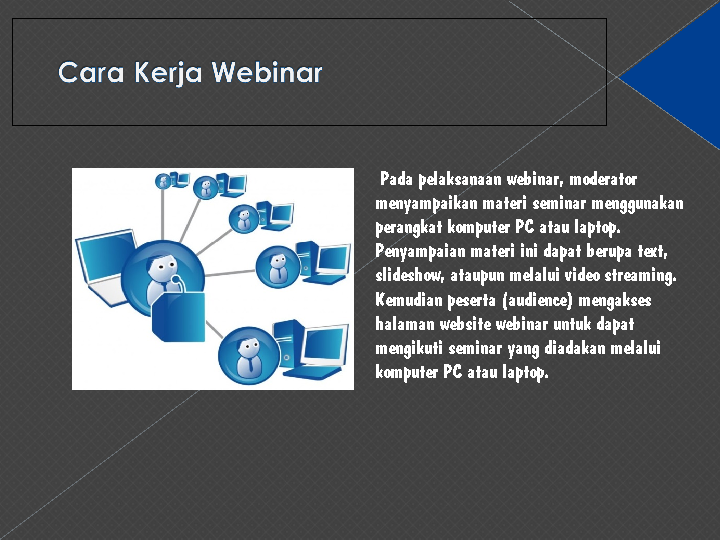 Cara Kerja Webinar
Pada pelaksanaan webinar, moderator
menyampaikan materi seminar menggunakan
perangkat komputer PC atau laptop.
Penyampaian materi ini dapat berupa text,
slideshow, ataupun melalui video streaming.
Kemudian peserta (audience) mengakses
halaman website webinar untuk dapat
mengikuti seminar yang diadakan melalui
komputer PC atau laptop.